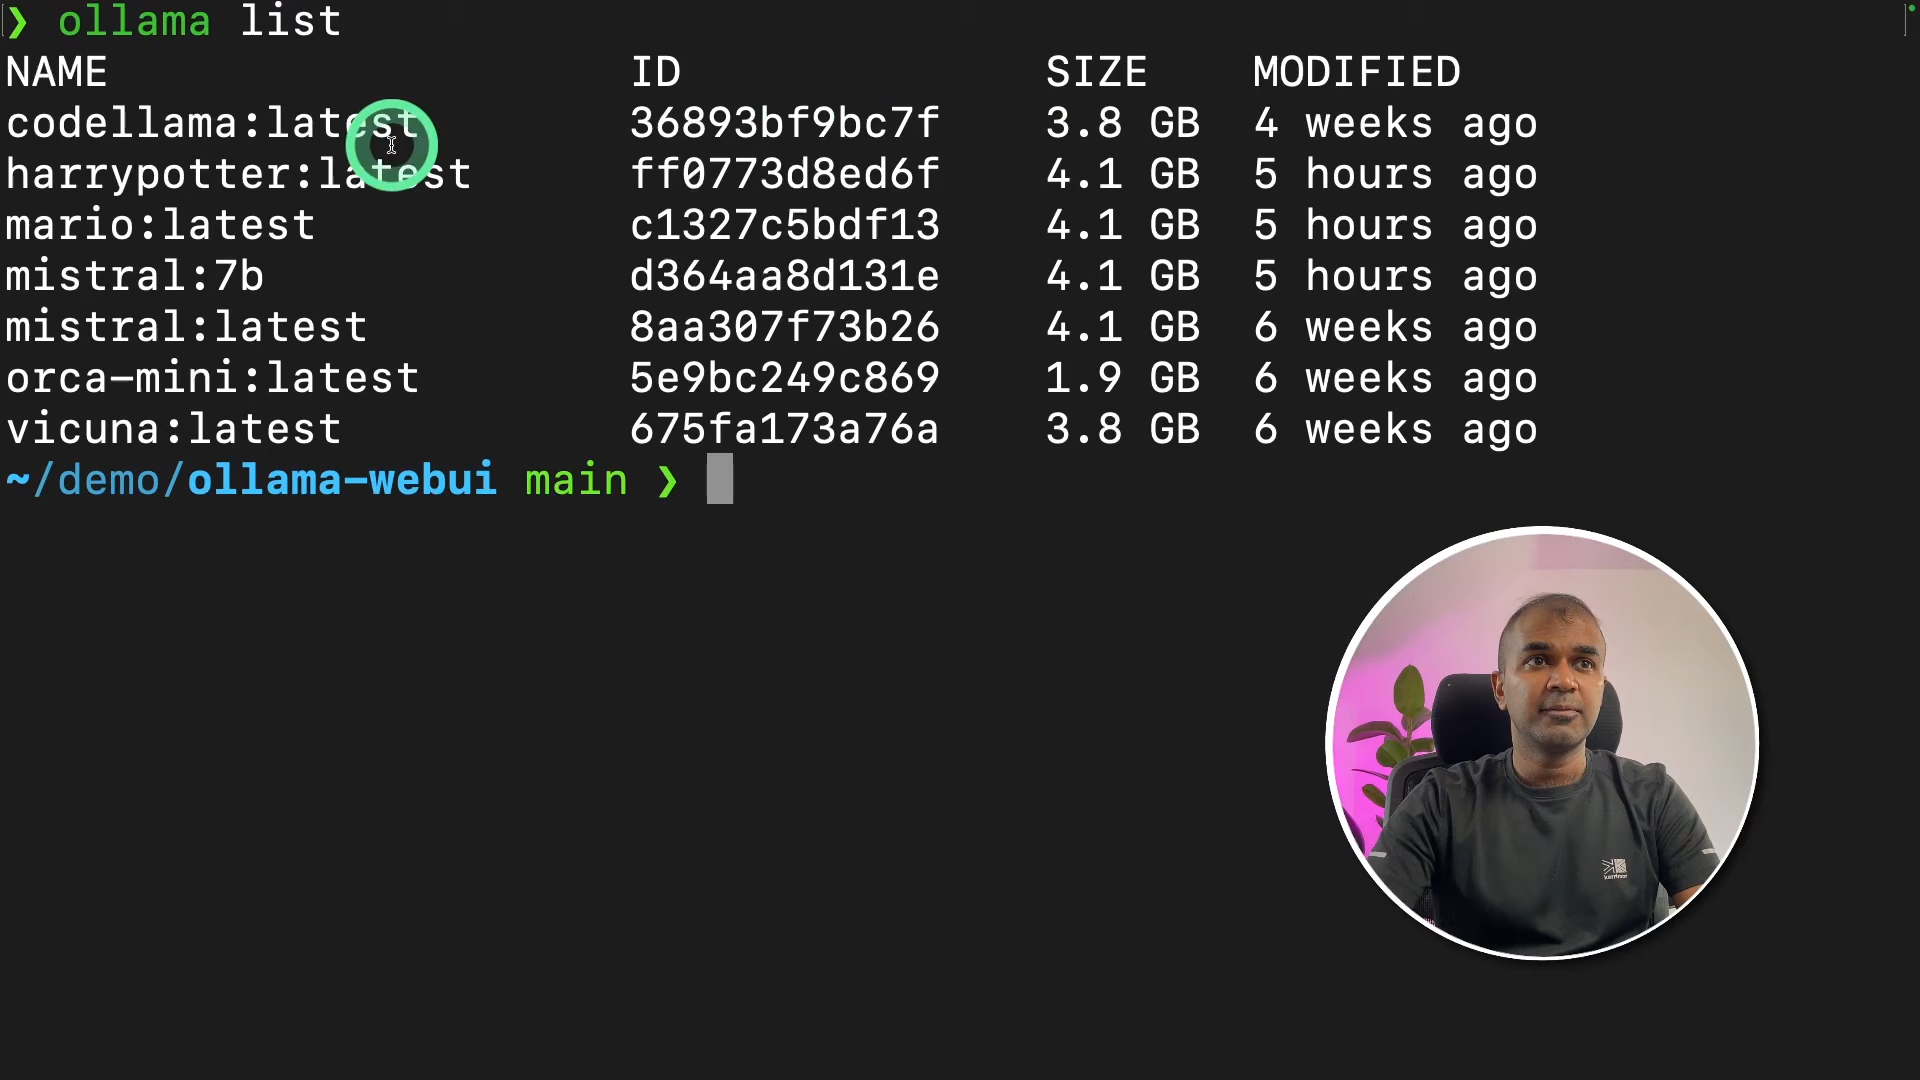 ❯ ollama list
NAME ID SIZE MODIFIED
codellama:latest 36893bf9bc7f 3.8 GB 4 weeks ago
harrypotter:latest ff0773d8ed6f 4.1 GB 5 hours ago
mario:latest c1327c5bdf13 4.1 GB 5 hours ago
mistral:7b d364aa8d131e 4.1 GB 5 hours ago
mistral:latest 8aa307f73b26 4.1 GB 6 weeks ago
orca-mini:latest 5e9bc249c869 1.9 GB 6 weeks ago
vicuna:latest 675fa173a76a 3.8 GB 6 weeks ago
~/demo/ollama-webui main ❯